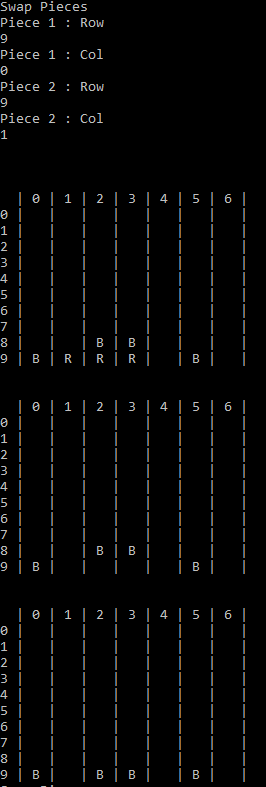 Swap Pieces
Piece 1 : Row
9
Piece 1 : Col
0
Piece 2 : Row
9
Piece 2 : Col
1
  | 0 | 1 | 2 | 3 | 4 | 5 | 6 |
0 |   |   |   |   |   |   |   |
1 |   |   |   |   |   |   |   |
2 |   |   |   |   |   |   |   |
3 |   |   |   |   |   |   |   |
4 |   |   |   |   |   |   |   |
5 |   |   |   |   |   |   |   |
6 |   |   |   |   |   |   |   |
7 |   |   |   |   |   |   |   |
8 |   |   | B | B |   |   |   |
9 | B | R | R | R |   | B |   |
  | 0 | 1 | 2 | 3 | 4 | 5 | 6 |
0 |   |   |   |   |   |   |   |
1 |   |   |   |   |   |   |   |
2 |   |   |   |   |   |   |   |
3 |   |   |   |   |   |   |   |
4 |   |   |   |   |   |   |   |
5 |   |   |   |   |   |   |   |
6 |   |   |   |   |   |   |   |
7 |   |   |   |   |   |   |   |
8 |   |   | B | B |   |   |   |
9 | B |   |   |   |   | B |   |
  | 0 | 1 | 2 | 3 | 4 | 5 | 6 |
0 |   |   |   |   |   |   |   |
1 |   |   |   |   |   |   |   |
2 |   |   |   |   |   |   |   |
3 |   |   |   |   |   |   |   |
4 |   |   |   |   |   |   |   |
5 |   |   |   |   |   |   |   |
6 |   |   |   |   |   |   |   |
7 |   |   |   |   |   |   |   |
8 |   |   |   |   |   |   |   |
9 | B |   | B | B |   | B |   |